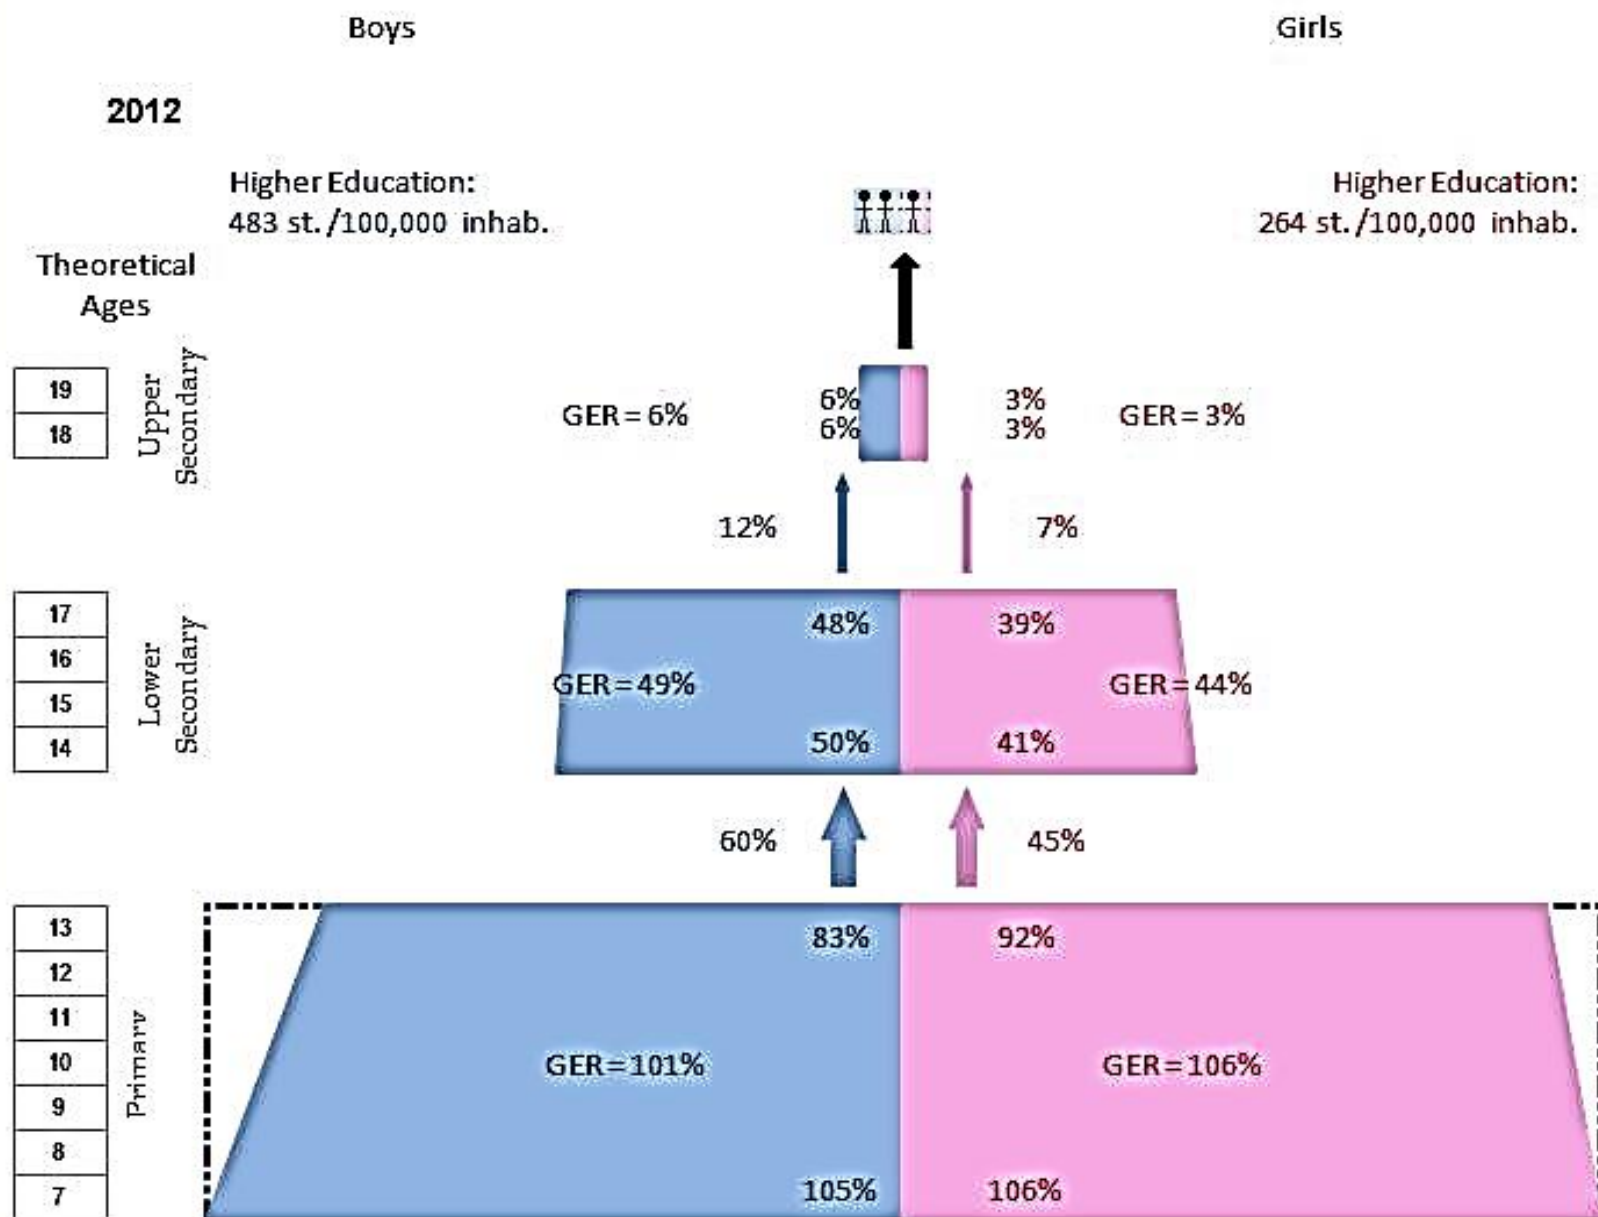 Boys
Girls
2012
Higher Education:
483 st./100,000 inhab.
Higher Education:
264 st./100,000 inhab.
Theoretical
Ages
19
18
Upper
Secondary
GER = 6%
6%
6%
3%
3%
GER = 3%
12%
7%
17
16
15
14
Lower
Secondary
48%
39%
GER = 49%
GER = 44%
50%
41%
60%
45%
13
12
11
10
9
8
7
Primary
83%
92%
GER = 101%
GER = 106%
105%
106%